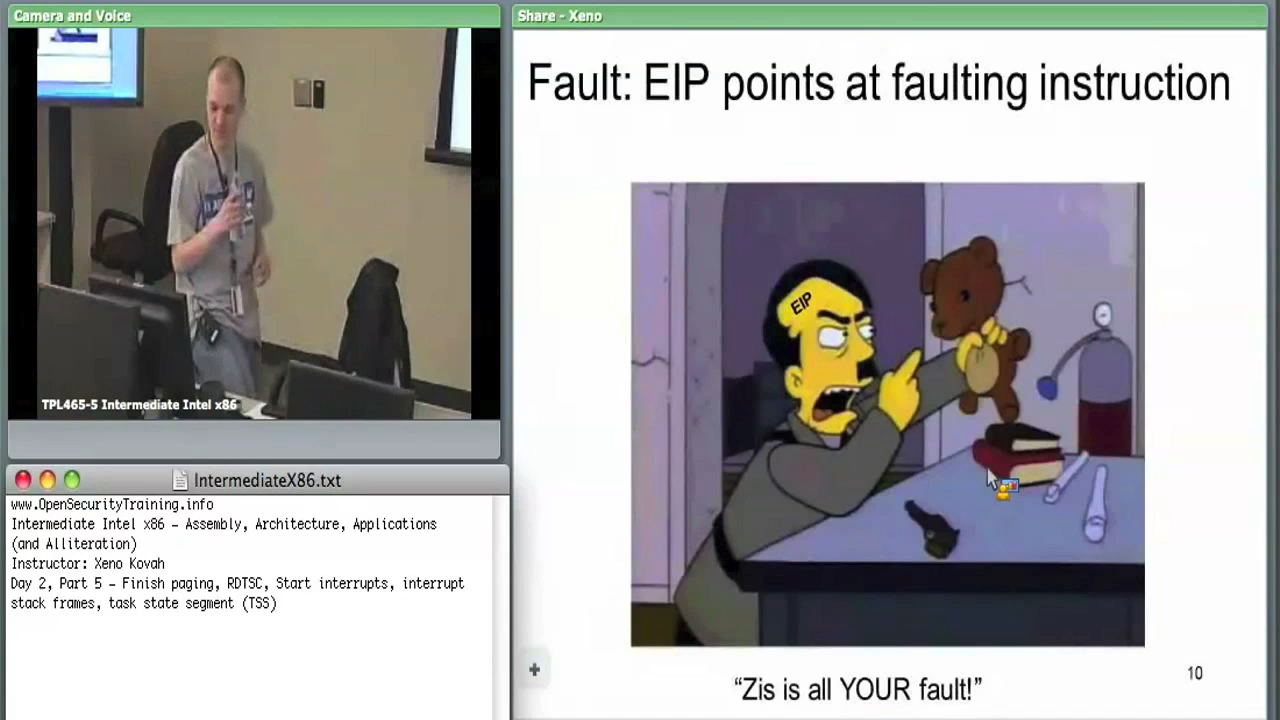 Camera and Voice
TPL465-5 Intermediate Intel x86
IntermediateX86.txt
www.OpenSecurityTraining.info
Intermediate Intel x86 – Assembly, Architecture, Applications
(and Alliteration)
Instructor: Xeno Kovah
Day 2, Part 5 – Finish paging, RDTSC, Start interrupts, interrupt
stack frames, task state segment (TSS)
Share - Xeno
Fault: EIP points at faulting instruction
EIP
“Zis is all YOUR fault!”
10